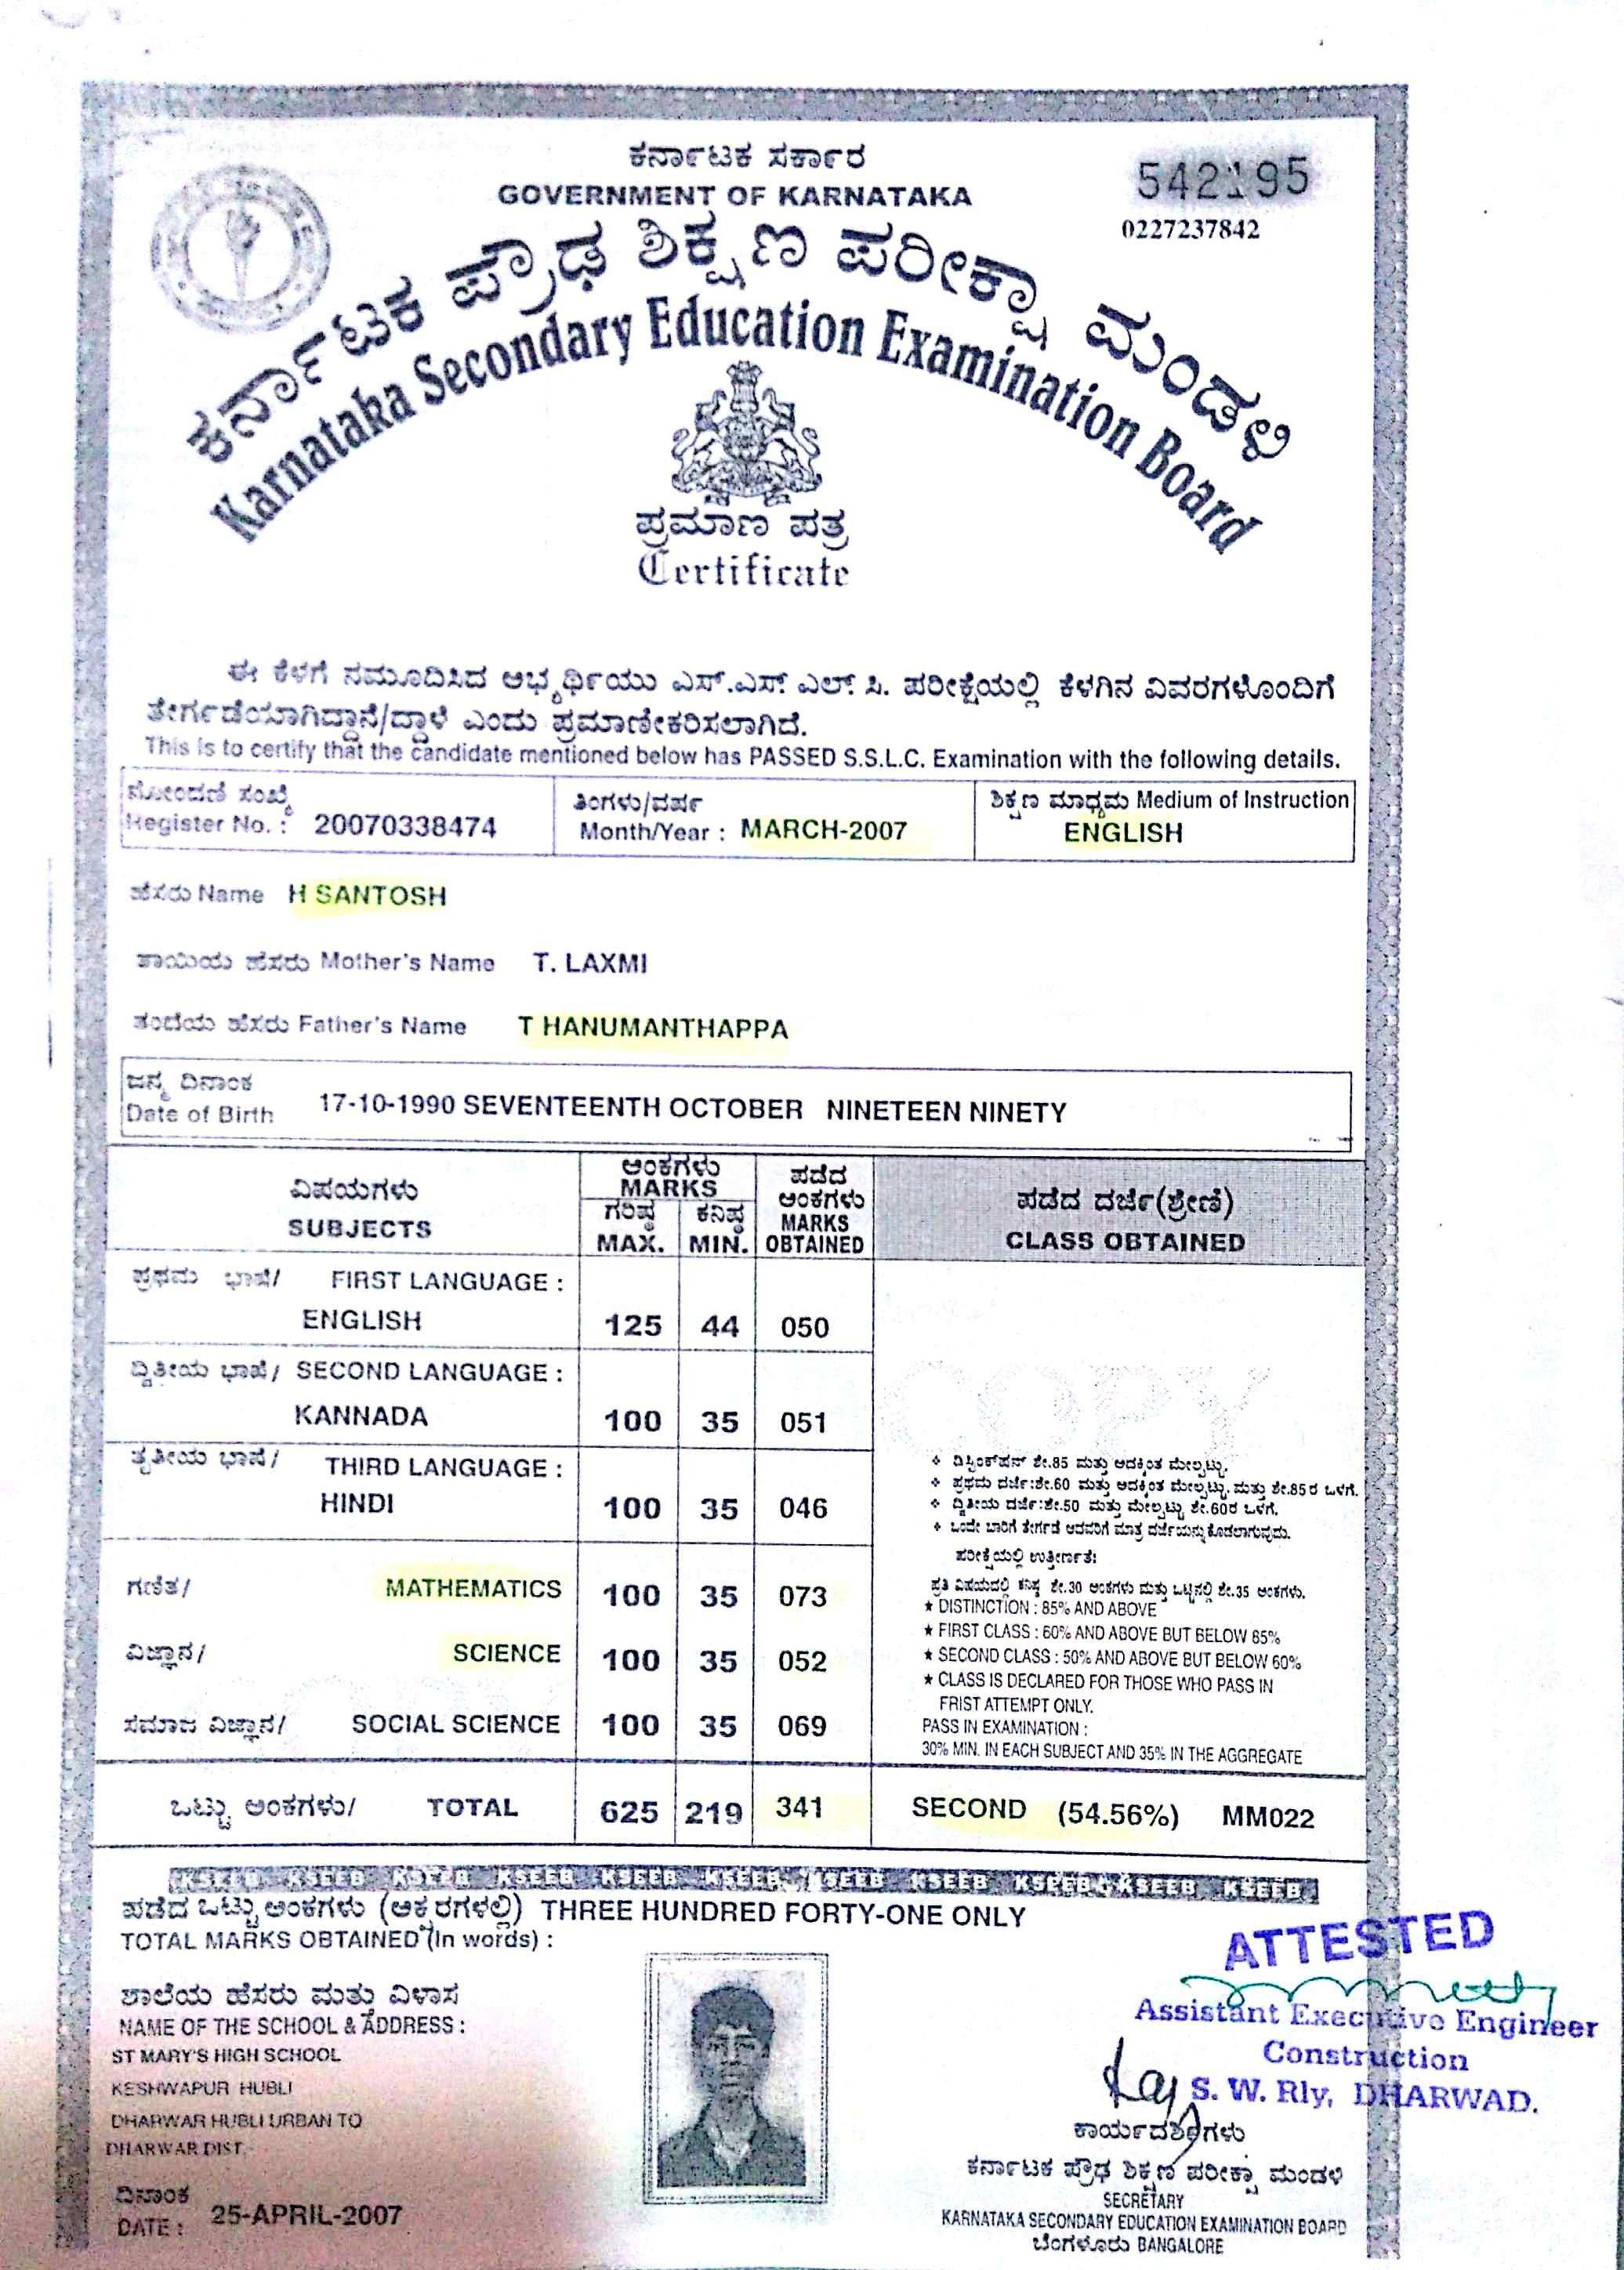 ಕರ್ನಾಟಕ ಸರ್ಕಾರ
GOVERNMENT OF KARNATAKA
542195
0227237842
ಕರ್ನಾಟಕ ಪ್ರೌಢ ಶಿಕ್ಷಣ ಪರೀಕ್ಷಾ ಮಂಡಳಿ
Karnataka Secondary Education Examination Board
ಪ್ರಮಾಣ ಪತ್ರ
Certificate
ಈ ಕೆಳಗೆ ನಮೂದಿಸಿದ ಅಭ್ಯರ್ಥಿಯು ಎಸ್.ಎಸ್. ಎಲ್. ಸಿ. ಪರೀಕ್ಷೆಯಲ್ಲಿ ಕೆಳಗಿನ ವಿವರಗಳೊಂದಿಗೆ
ತೇರ್ಗಡೆಯಾಗಿದ್ದಾನೆ/ದ್ದಾಳೆ ಎಂದು ಪ್ರಮಾಣೀಕರಿಸಲಾಗಿದೆ.
This is to certify that the candidate mentioned below has PASSED S.S.L.C. Examination with the following details.
ನೋಂದಣಿ ಸಂಖ್ಯೆ
Register No. : 20070338474
ತಿಂಗಳು/ವರ್ಷ
Month/Year : MARCH-2007
ಶಿಕ್ಷಣ ಮಾಧ್ಯಮ Medium of Instruction
ENGLISH
ಹೆಸರು Name H SANTOSH
ತಾಯಿಯ ಹೆಸರು Mother's Name T. LAXMI
ತಂದೆಯ ಹೆಸರು Father's Name T HANUMANTHAPPA
ಜನ್ಮ ದಿನಾಂಕ
Date of Birth 17-10-1990 SEVENTEENTH OCTOBER NINETEEN NINETY
ವಿಷಯಗಳು
SUBJECTS
ಅಂಕಗಳು
MARKS
ಗರಿಷ್ಠ
MAX.
ಕನಿಷ್ಠ
MIN.
ಪಡೆದ
ಅಂಕಗಳು
MARKS
OBTAINED
ಪಡೆದ ದರ್ಜೆ(ಶ್ರೇಣಿ)
CLASS OBTAINED
ಪ್ರಥಮ ಭಾಷೆ/ FIRST LANGUAGE :
ENGLISH 125 44 050
ದ್ವಿತೀಯ ಭಾಷೆ/ SECOND LANGUAGE :
KANNADA 100 35 051
ತೃತೀಯ ಭಾಷೆ/ THIRD LANGUAGE :
HINDI 100 35 046
ಗಣಿತ/ MATHEMATICS 100 35 073
ವಿಜ್ಞಾನ/ SCIENCE 100 35 052
ಸಮಾಜ ವಿಜ್ಞಾನ/ SOCIAL SCIENCE 100 35 069
COPY
❖ ಡಿಸ್ಟಿಂಕ್ಷನ್ ಶೇ.85 ಮತ್ತು ಅದಕ್ಕಿಂತ ಮೇಲ್ಪಟ್ಟು.
❖ ಪ್ರಥಮ ದರ್ಜೆ:ಶೇ.60 ಮತ್ತು ಅದಕ್ಕಿಂತ ಮೇಲ್ಪಟ್ಟು. ಮತ್ತು ಶೇ.85ರ ಒಳಗೆ.
❖ ದ್ವಿತೀಯ ದರ್ಜೆ:ಶೇ.50 ಮತ್ತು ಮೇಲ್ಪಟ್ಟು ಶೇ.60ರ ಒಳಗೆ.
❖ ಒಂದೇ ಬಾರಿಗೆ ತೇರ್ಗಡೆ ಆದವರಿಗೆ ಮಾತ್ರ ದರ್ಜೆಯನ್ನು ಕೊಡಲಾಗುವುದು.
ಪರೀಕ್ಷೆಯಲ್ಲಿ ಉತ್ತೀರ್ಣತೆ:
ಪ್ರತಿ ವಿಷಯದಲ್ಲಿ ಕನಿಷ್ಠ ಶೇ.30 ಅಂಕಗಳು ಮತ್ತು ಒಟ್ಟಿನಲ್ಲಿ ಶೇ.35 ಅಂಕಗಳು.
★ DISTINCTION : 85% AND ABOVE
★ FIRST CLASS : 60% AND ABOVE BUT BELOW 85%
★ SECOND CLASS : 50% AND ABOVE BUT BELOW 60%
★ CLASS IS DECLARED FOR THOSE WHO PASS IN
FRIST ATTEMPT ONLY.
PASS IN EXAMINATION :
30% MIN. IN EACH SUBJECT AND 35% IN THE AGGREGATE
ಒಟ್ಟು ಅಂಕಗಳು/ TOTAL 625 219 341 SECOND (54.56%) MM022
KSEEB KSEEB KSEEB KSEEB KSEEB KSEEB KSEEB KSEEB KSEEB KSEEB KSEEB
ಪಡೆದ ಒಟ್ಟು ಅಂಕಗಳು (ಅಕ್ಷರಗಳಲ್ಲಿ) THREE HUNDRED FORTY-ONE ONLY
TOTAL MARKS OBTAINED (In words) :
ಶಾಲೆಯ ಹೆಸರು ಮತ್ತು ವಿಳಾಸ
NAME OF THE SCHOOL & ADDRESS :
ST MARY'S HIGH SCHOOL
KESHWAPUR HUBLI
DHARWAR HUBLI URBAN TO
DHARWAR DIST.
ದಿನಾಂಕ
DATE : 25-APRIL-2007
ATTESTED
Assistant Executive Engineer
Construction
S. W. Rly, DHARWAD.
ಕಾರ್ಯದರ್ಶಿಗಳು
ಕರ್ನಾಟಕ ಪ್ರೌಢ ಶಿಕ್ಷಣ ಪರೀಕ್ಷಾ ಮಂಡಳಿ
SECRETARY
KARNATAKA SECONDARY EDUCATION EXAMINATION BOARD
ಬೆಂಗಳೂರು BANGALORE